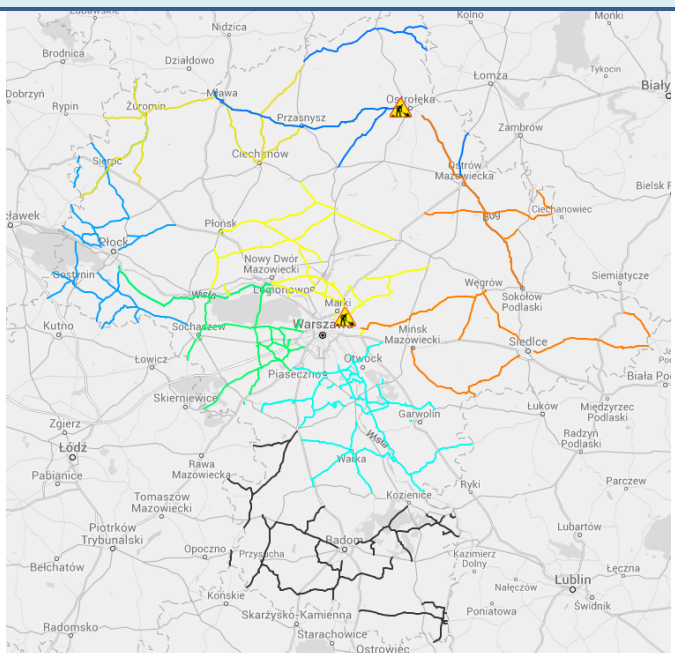 Lubawskie
Nidzica
Kolno
Mońki
Brodnica
Działdowo
Tykocin
Łomża
Biały
Dobrzyń
Rypin
Żuromin
Mława
Ostrołęka
Przasnysz
Zambrów
Sierpc
Ciechanów
Ostrów
Mazowiecka
Bielsk P
cławek
Płońsk
Bug
Ciechanowiec
Płock
Nowy Dwór
Mazowiecki
Gostynin
Węgrów
Siemiatycze
Wisła
Legionowo
Sokołów
Podlaski
Marki
Kutno
Sochaczew
Warszawa
Mińsk
Mazowiecki
Siedlce
Łowicz
Otwock
Piaseczno
Biała Po
Skierniewice
Garwolin
Łuków
Międzyrzec
Podlaski
Zgierz
Radzyń
Podlaski
Łódź
Wisła
Warka
Rawa
Mazowiecka
Pabianice
Ryki
Parczew
Tomaszów
Mazowiecki
Kozienice
Piotrków
Trybunalski
Lubartów
Radom
Opoczno
Przysucha
Kazimierz
Dolny
Bełchatów
Łęczna
Lublin
Nałęczów
Końskie
Świdnik
Poniatowa
Skarżysko-Kamienna
Radomsko
Starachowice
Ostrowiec